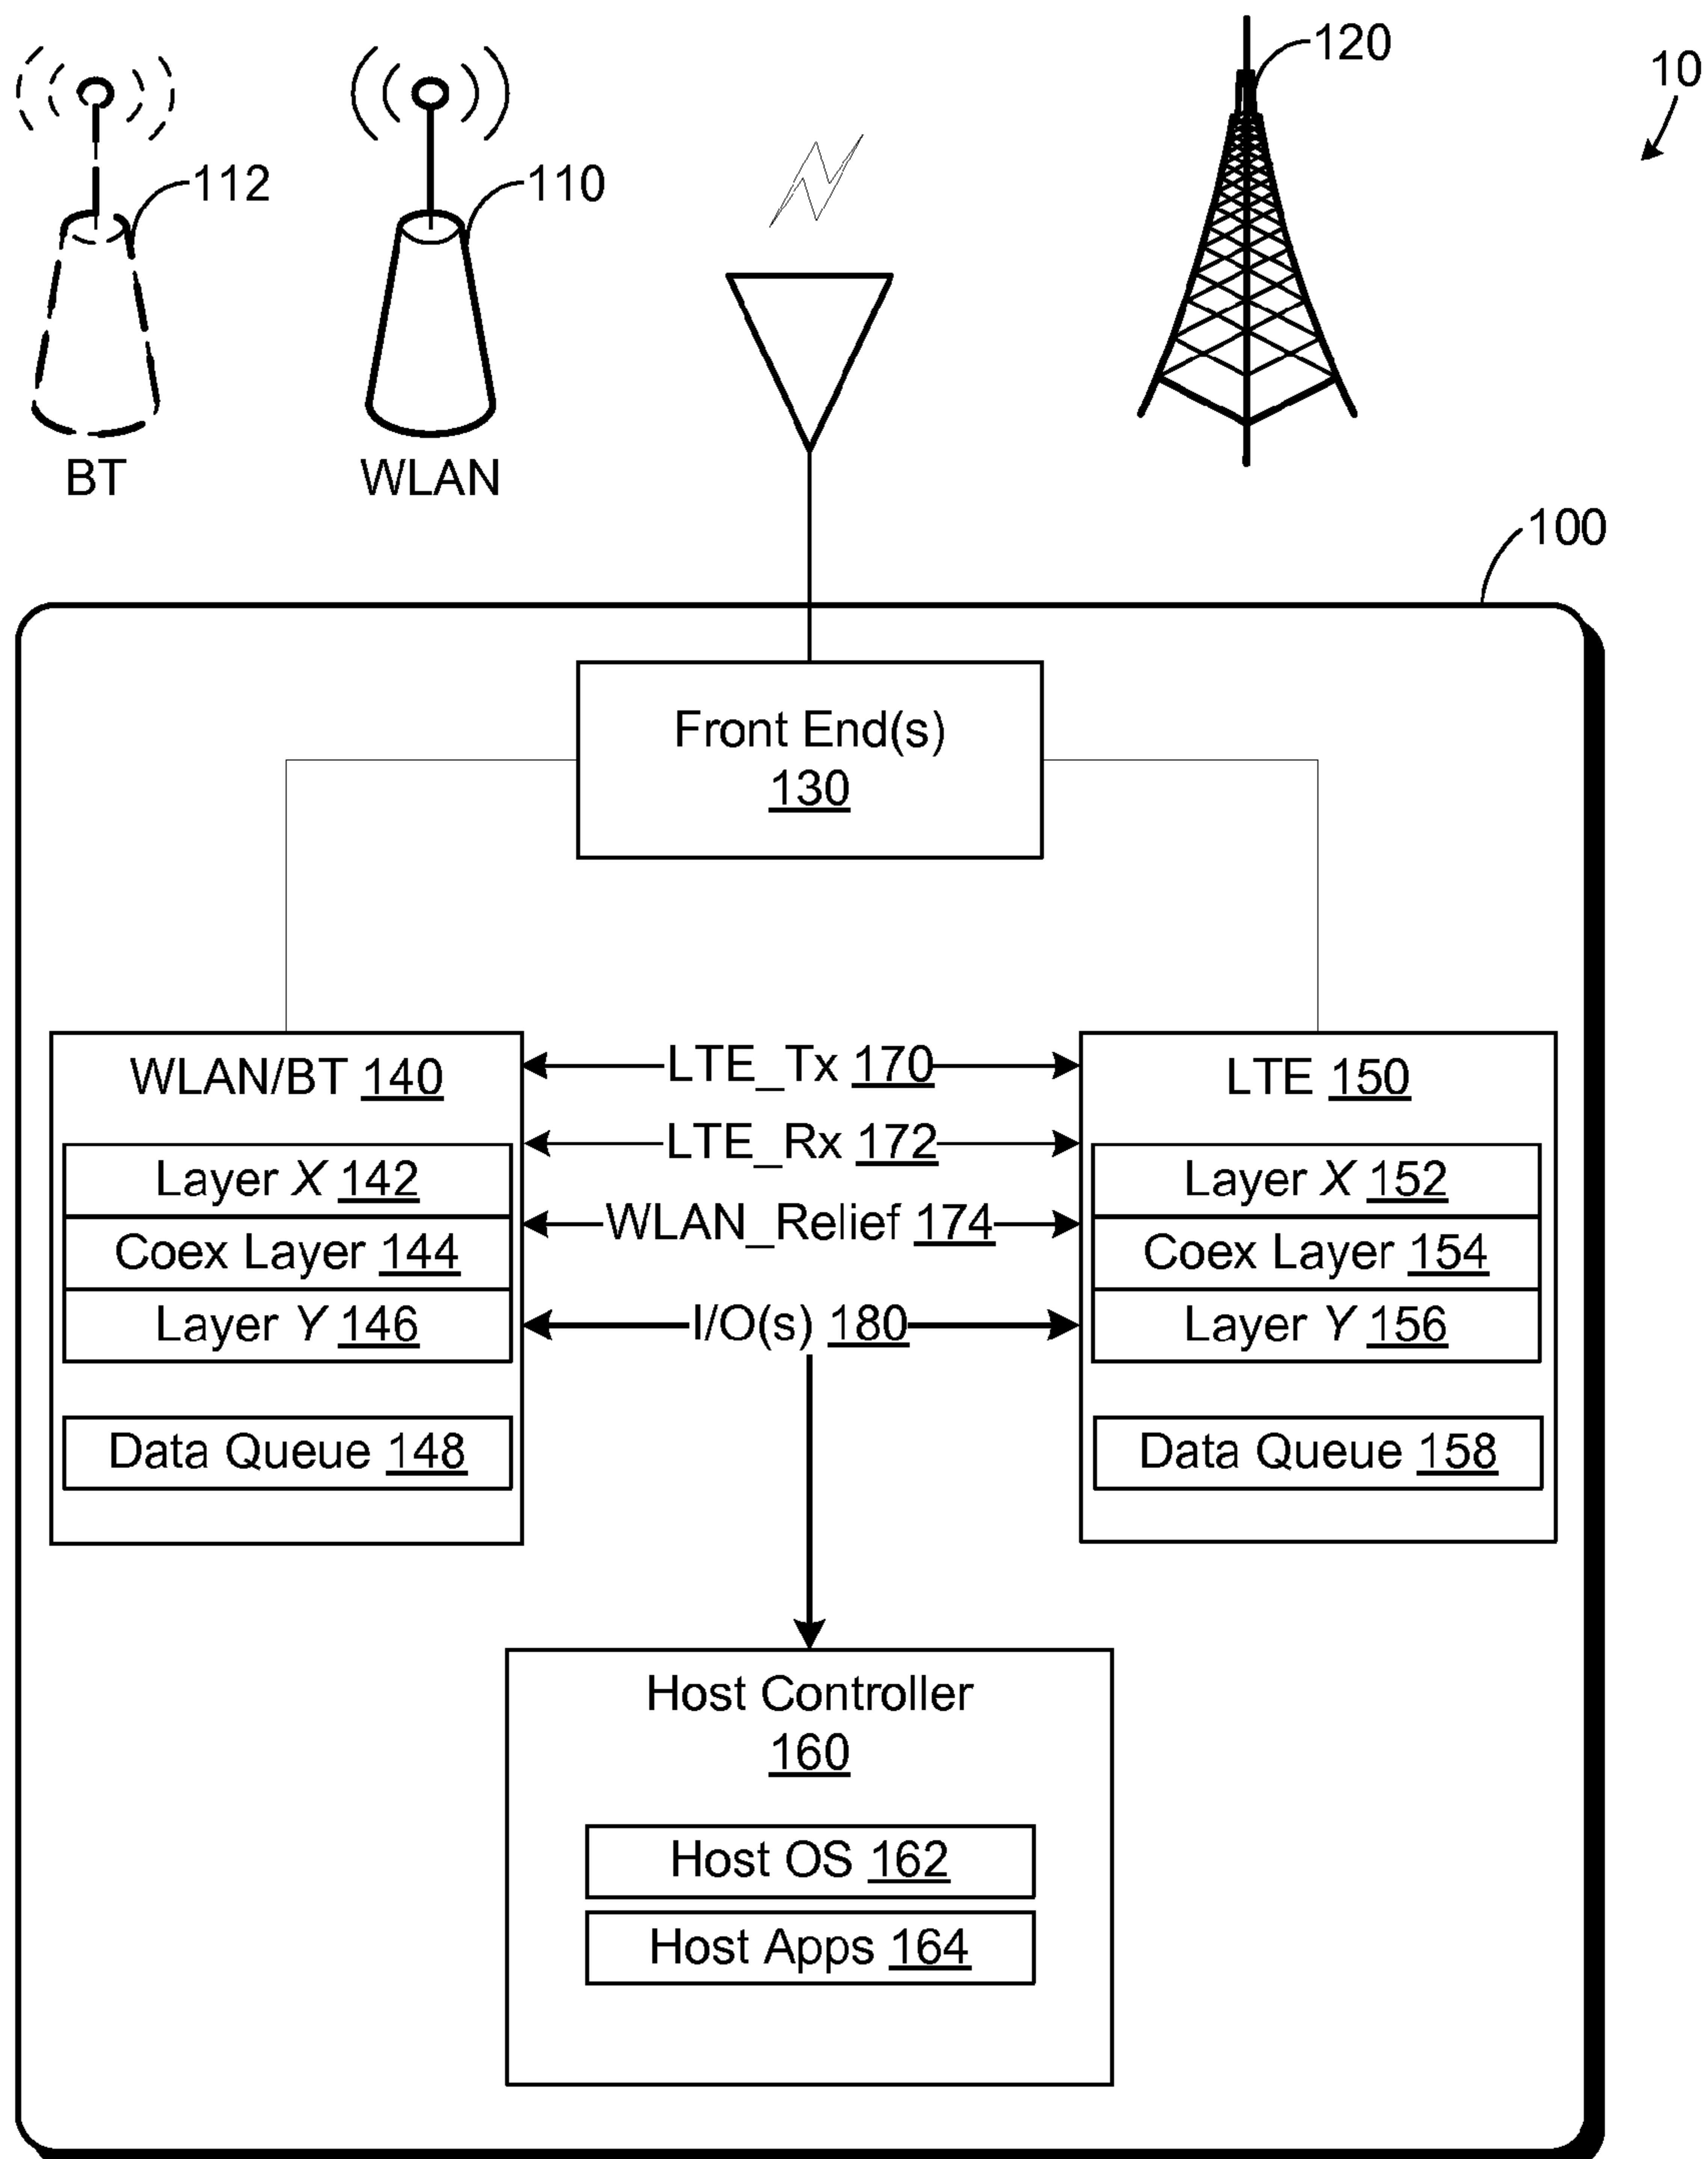 120
10
112
110
BT
WLAN
100
Front End(s)
130
WLAN/BT 140
Layer X 142
Coex Layer 144
Layer Y 146
Data Queue 148
LTE_Tx 170
LTE_Rx 172
WLAN_Relief 174
I/O(s) 180
LTE 150
Layer X 152
Coex Layer 154
Layer Y 156
Data Queue 158
Host Controller
160
Host OS 162
Host Apps 164